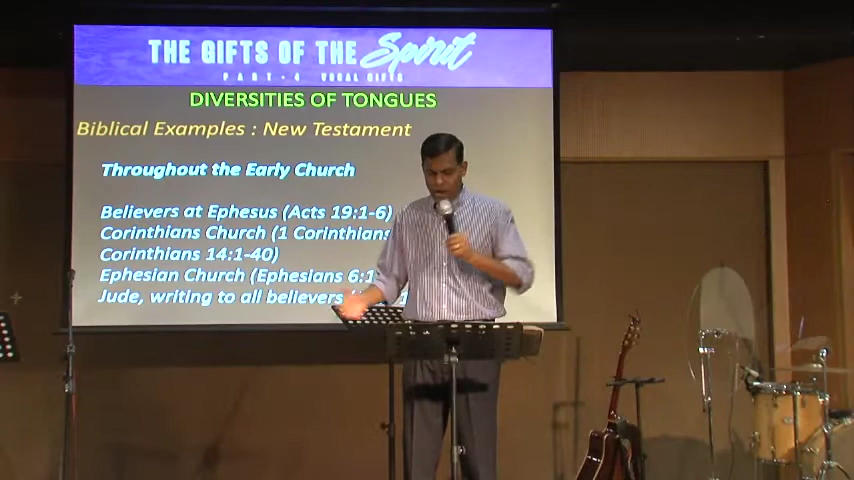 THE GIFTS OF THE Spirit
PART - 4 VOCAL GIFTS
DIVERSITIES OF TONGUES
Biblical Examples : New Testament
Throughout the Early Church
Believers at Ephesus (Acts 19:1-6)
Corinthians Church (1 Corinthians
Corinthians 14:1-40)
Ephesian Church (Ephesians 6:1
Jude, writing to all believers